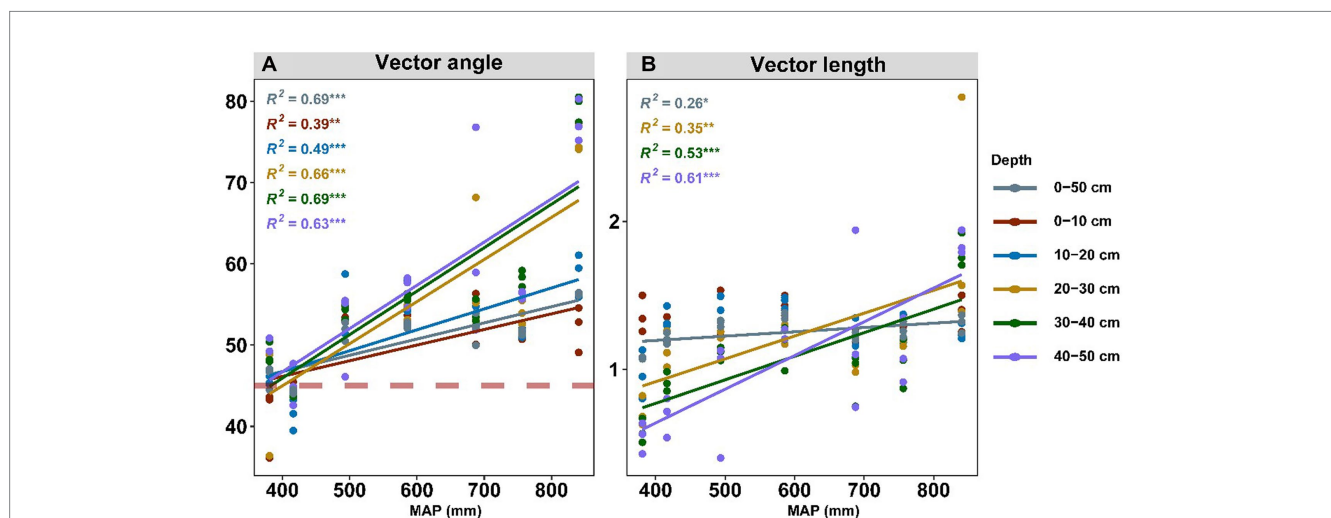 A Vector angle
R² = 0.69***
R² = 0.39**
R² = 0.49***
R² = 0.66***
R² = 0.69***
R² = 0.63***
80
70
60
50
40
400 500 600 700 800
MAP (mm)
B Vector length
R² = 0.26*
R² = 0.35**
R² = 0.53***
R² = 0.61***
2
1
400 500 600 700 800
MAP (mm)
Depth
0−50 cm
0−10 cm
10−20 cm
20−30 cm
30−40 cm
40−50 cm